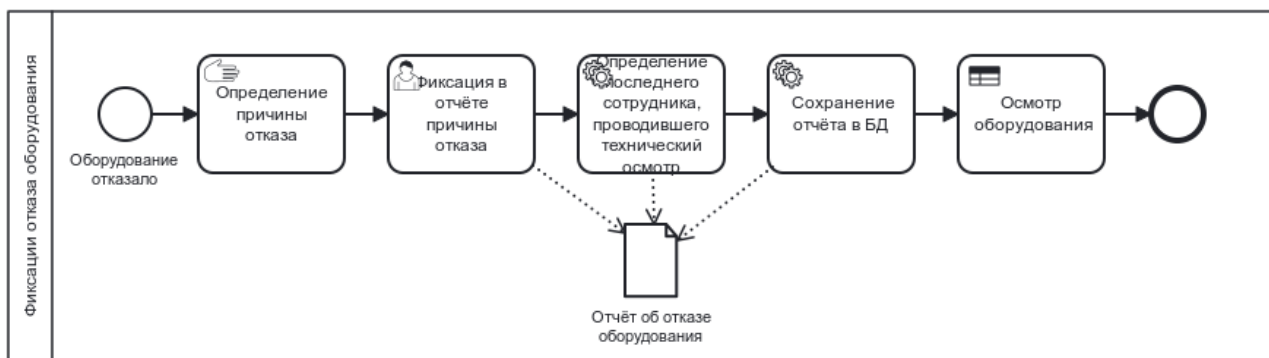 Фиксации отказа оборудования
Оборудование
отказало
Определение
причины
отказа
Фиксация в
отчёте
причины
отказа
Определение
последнего
сотрудника,
проводившего
технический
осмотр
Сохранение
отчёта в БД
Осмотр
оборудования
Отчёт об отказе
оборудования